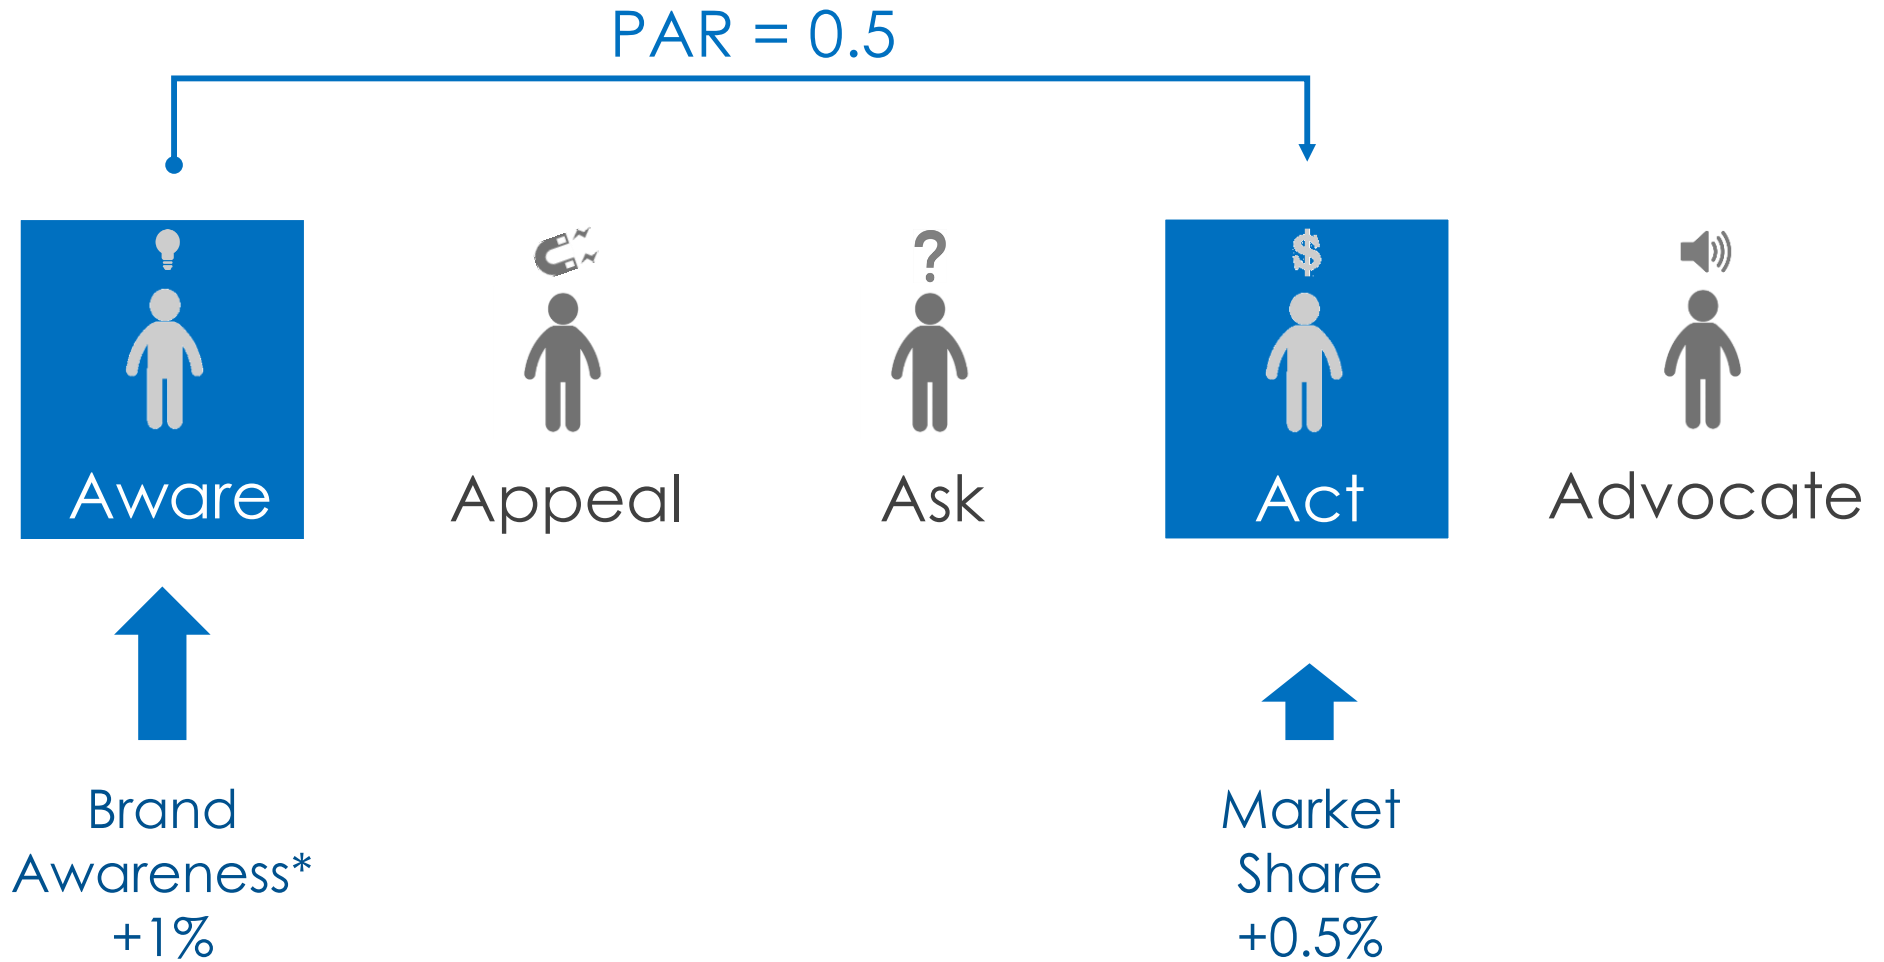 PAR = 0.5
?
$
Aware
Appeal
Ask
Act
Advocate
Brand
Awareness*
+1%
Market
Share
+0.5%